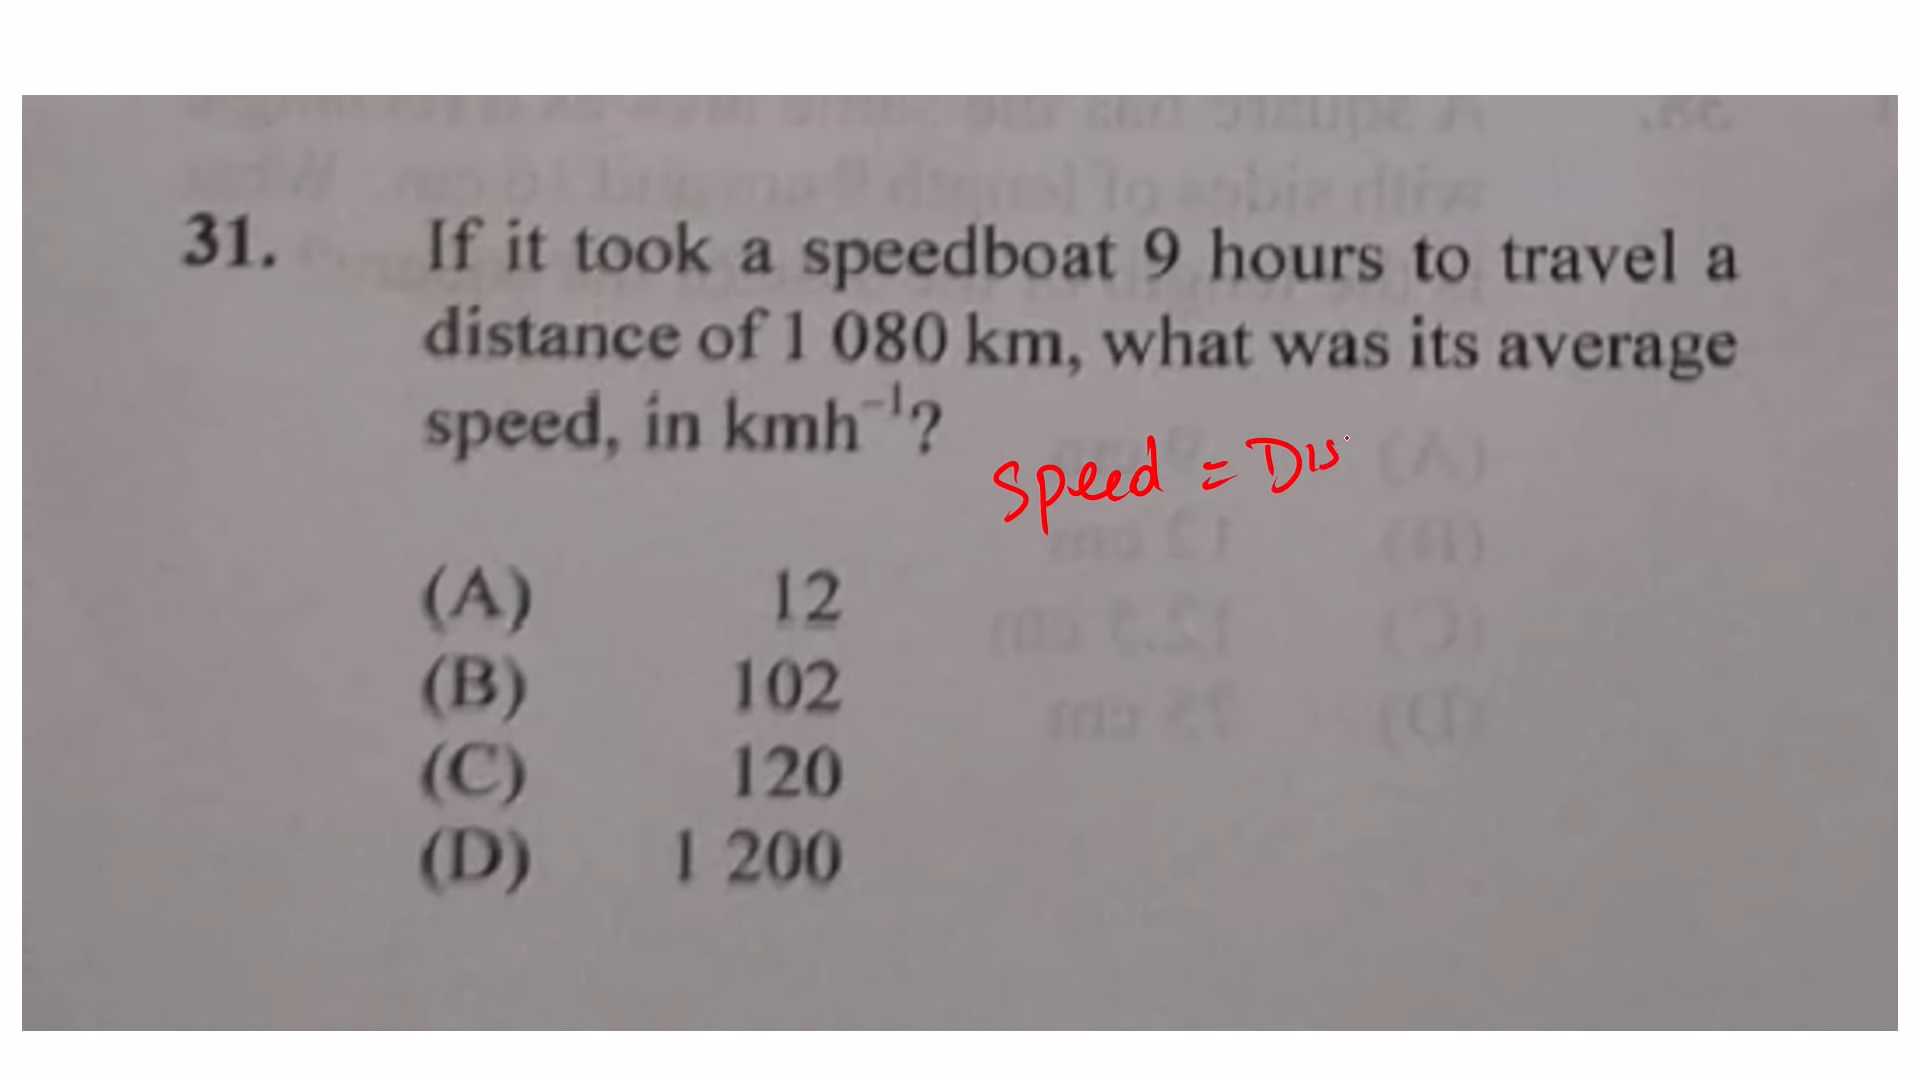 31. If it took a speedboat 9 hours to travel a
distance of 1 080 km, what was its average
speed, in kmh⁻¹?
Speed = Dis
(A) 12
(B) 102
(C) 120
(D) 1 200